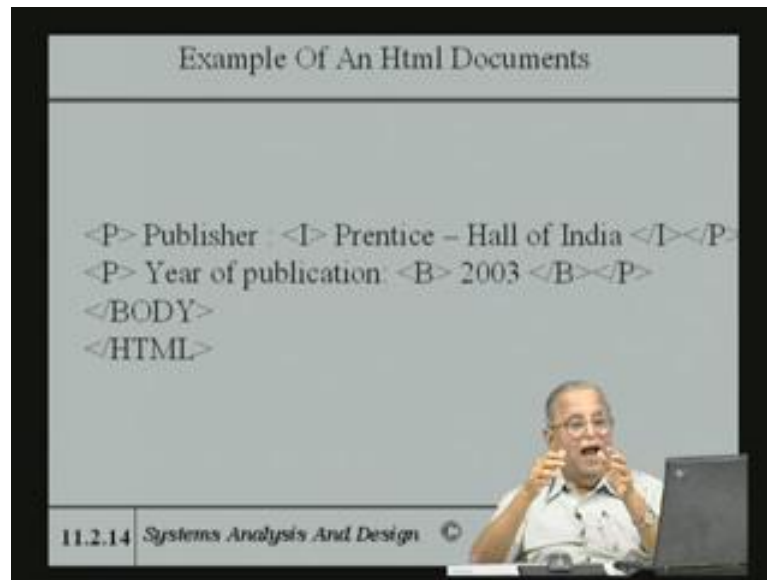 Example Of An Html Documents
<P> Publisher : <I> Prentice – Hall of India </I></P>
<P> Year of publication: <B> 2003 </B></P>
</BODY>
</HTML>
11.2.14 Systems Analysis And Design ©